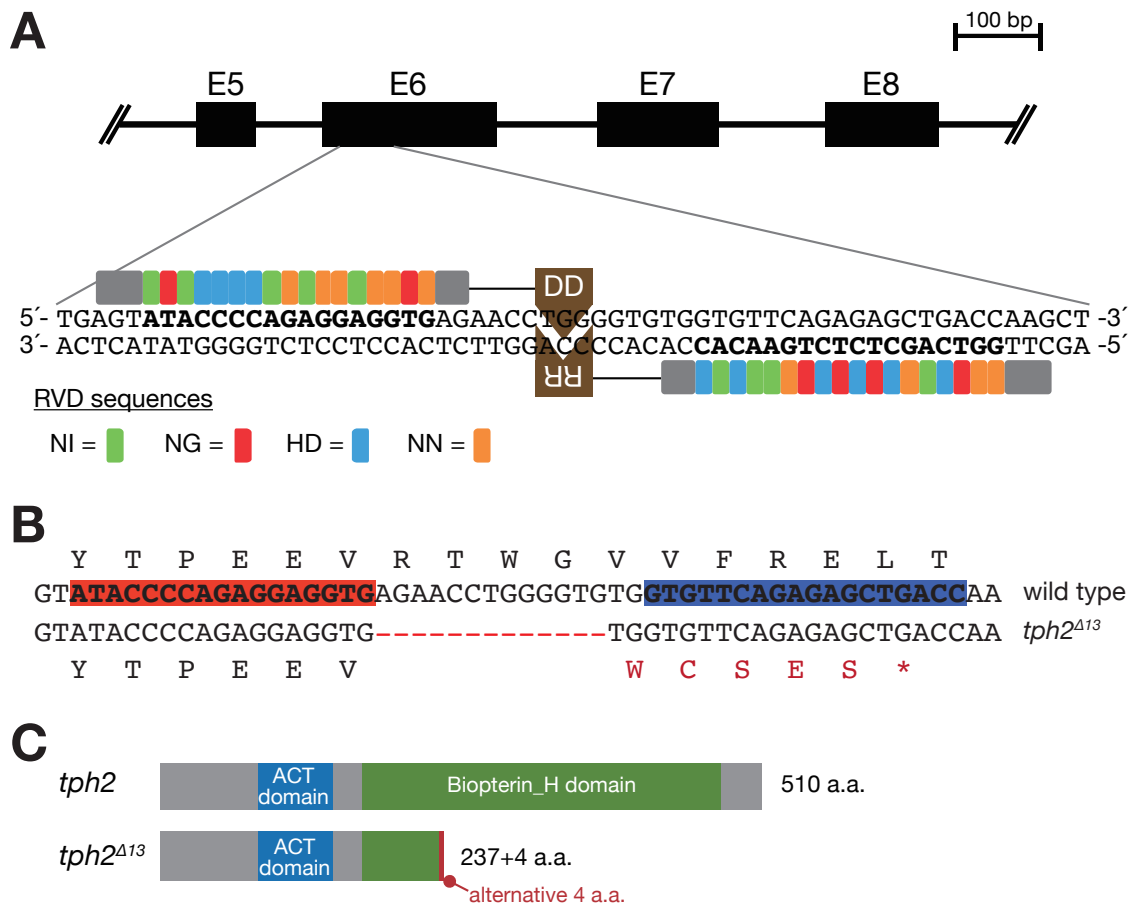 A
100 bp
E5 E6 E7 E8
DD
5´- TGAGTATACCCCAGAGGAGGTGAGAACCTGGGGTGTGGTGTTCAGAGAGCTGACCAAGCT -3´
3´- ACTCATATGGGGTCTCCTCCACTCTTGGACCCCACACCACAAGTCTCTCGACTGGTTCGA -5´
RR
RVD sequences
NI = NG = HD = NN =
B
Y T P E E V R T W G V V F R E L T
GTATACCCCAGAGGAGGTGAGAACCTGGGGTGTGGTGTTCAGAGAGCTGACCAA wild type
GTATACCCCAGAGGAGGTG–––––––––––––TGGTGTTCAGAGAGCTGACCAA tph2Δ13
Y T P E E V W C S E S *
C
tph2 ACT domain Biopterin_H domain 510 a.a.
tph2Δ13 ACT domain 237+4 a.a.
alternative 4 a.a.